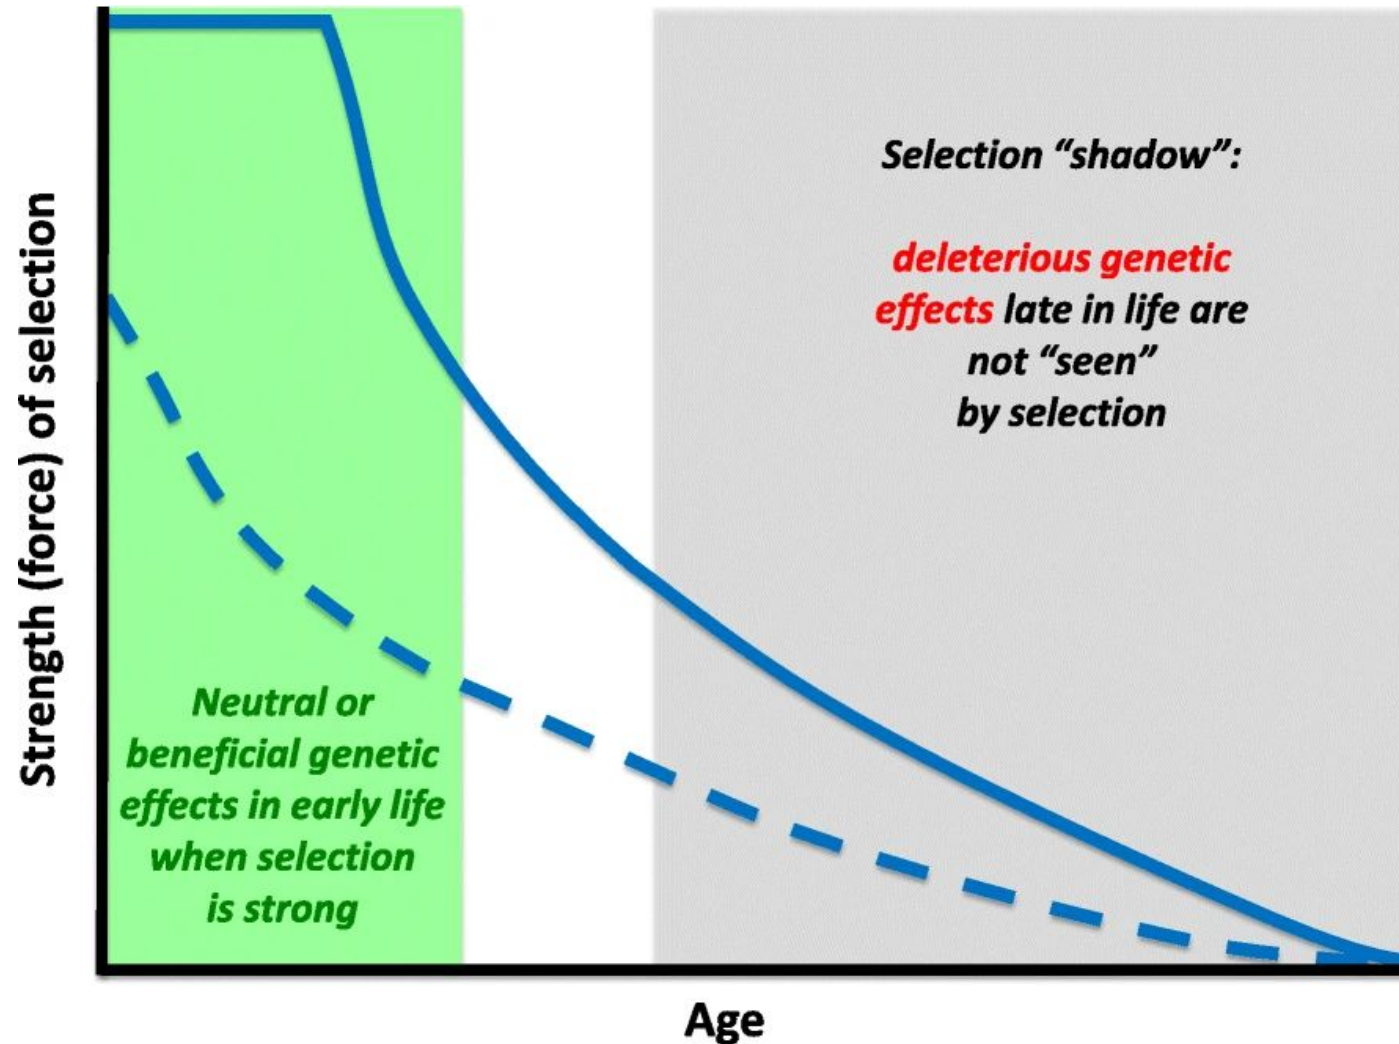 Strength (force) of selection
Selection “shadow”:
deleterious genetic
effects late in life are
not “seen”
by selection
Neutral or
beneficial genetic
effects in early life
when selection
is strong
Age